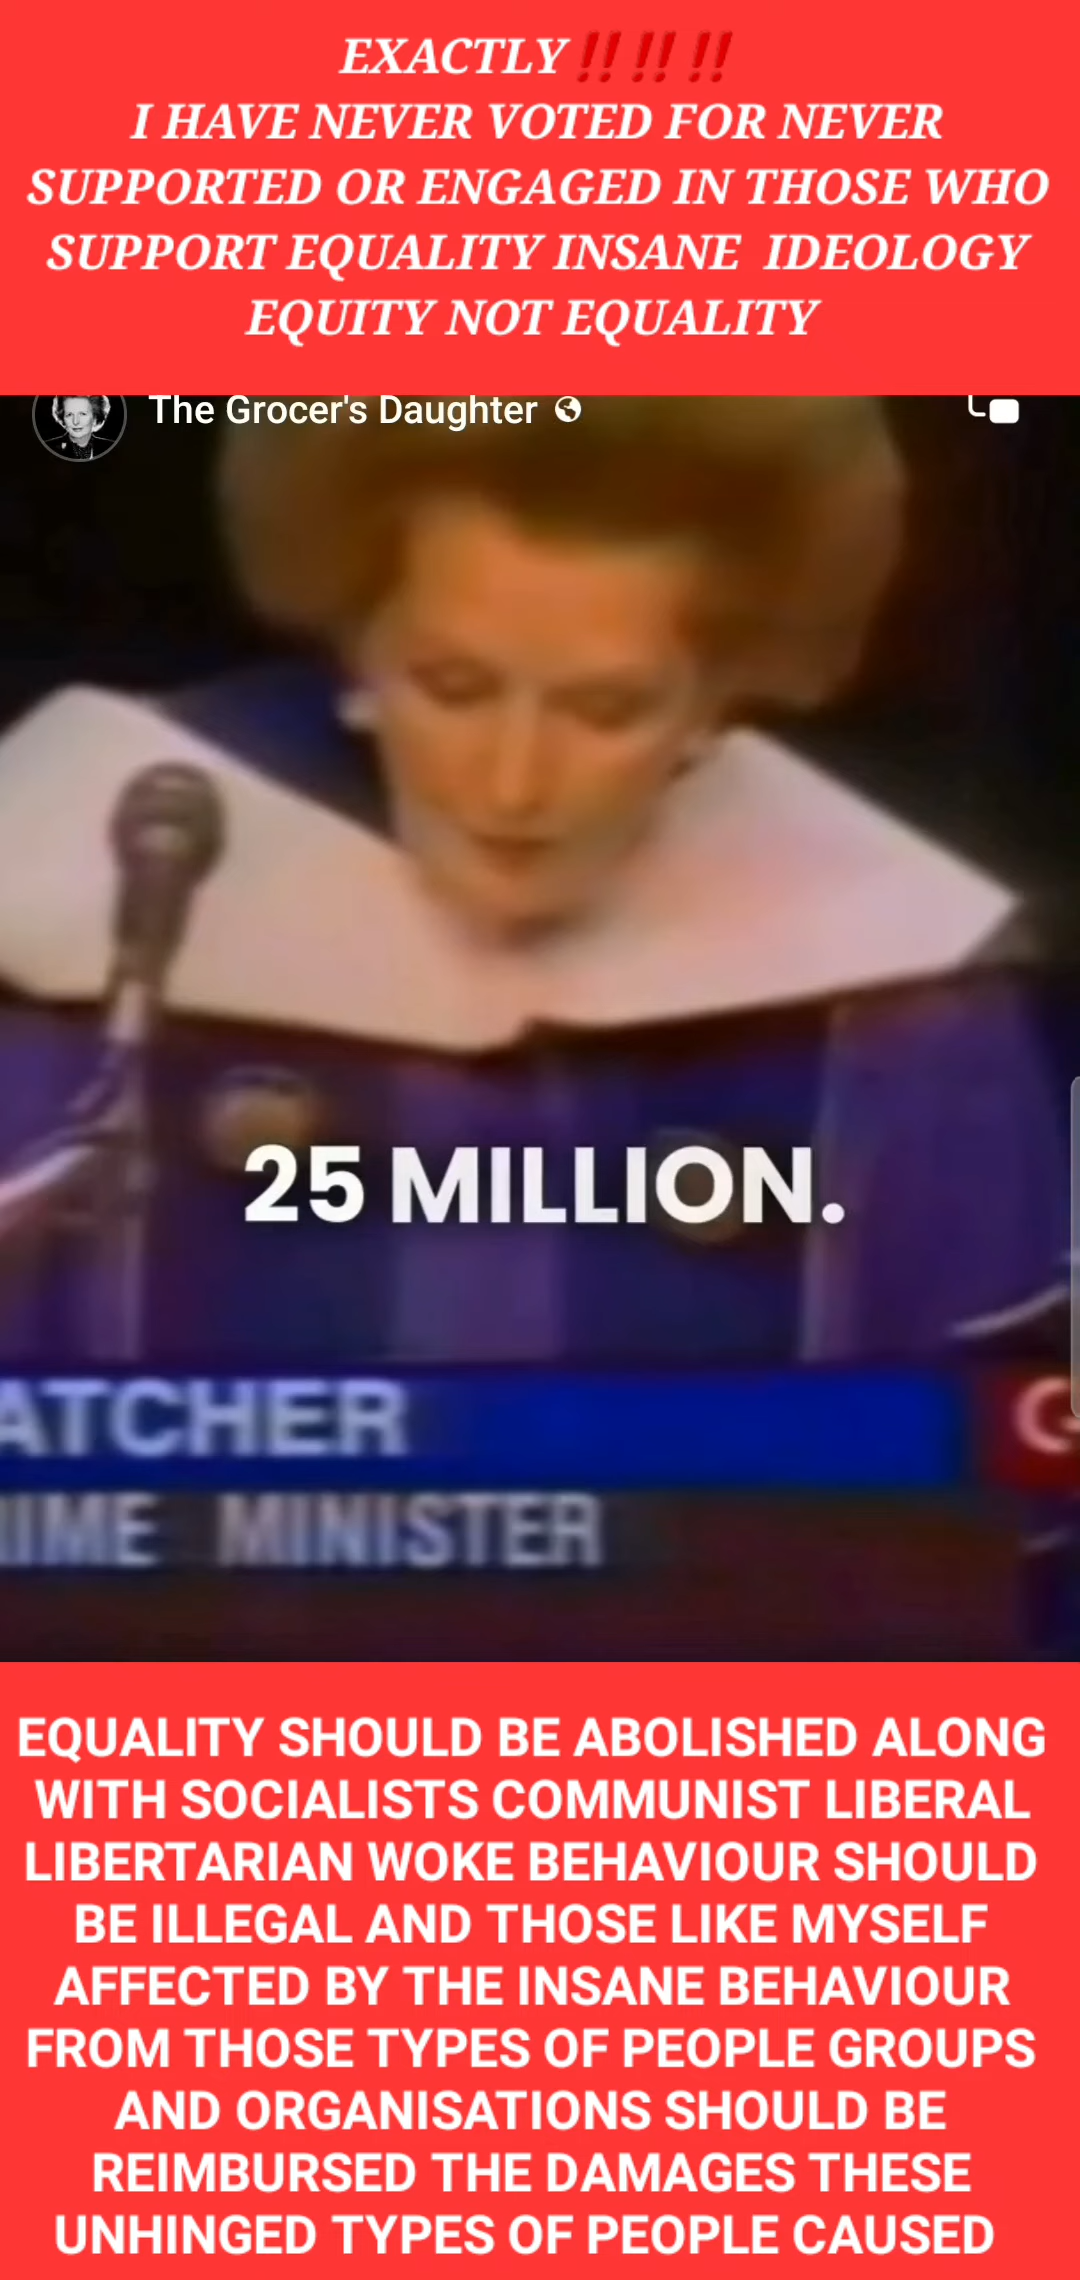 EXACTLY‼️‼️‼️
I HAVE NEVER VOTED FOR NEVER
SUPPORTED OR ENGAGED IN THOSE WHO
SUPPORT EQUALITY INSANE  IDEOLOGY
EQUITY NOT EQUALITY
The Grocer's Daughter
25 MILLION.
ATCHER
IME MINISTER
EQUALITY SHOULD BE ABOLISHED ALONG
WITH SOCIALISTS COMMUNIST LIBERAL
LIBERTARIAN WOKE BEHAVIOUR SHOULD
BE ILLEGAL AND THOSE LIKE MYSELF
AFFECTED BY THE INSANE BEHAVIOUR
FROM THOSE TYPES OF PEOPLE GROUPS
AND ORGANISATIONS SHOULD BE
REIMBURSED THE DAMAGES THESE
UNHINGED TYPES OF PEOPLE CAUSED